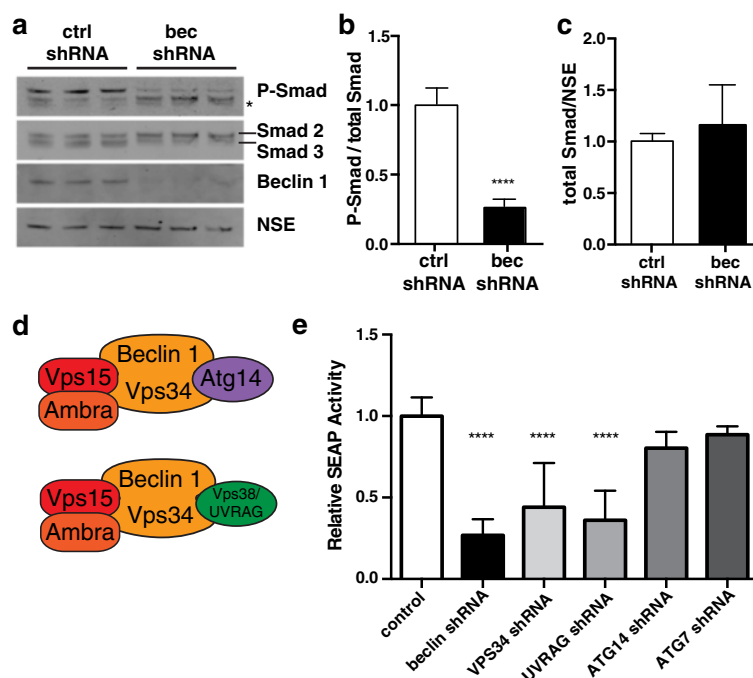 a
ctrl
shRNA
bec
shRNA
P-Smad
*
Smad 2
Smad 3
Beclin 1
NSE
b
P-Smad / total Smad
1.5
1.0
0.5
0.0
****
ctrl
shRNA
bec
shRNA
c
total Smad/NSE
2.0
1.5
1.0
0.5
0.0
ctrl
shRNA
bec
shRNA
d
Beclin 1
Vps15
Vps34
Atg14
Ambra
Beclin 1
Vps15
Vps34
Vps38/
UVRAG
Ambra
e
Relative SEAP Activity
1.5
1.0
0.5
0.0
****
****
****
control
beclin shRNA
VPS34 shRNA
UVRAG shRNA
ATG14 shRNA
ATG7 shRNA